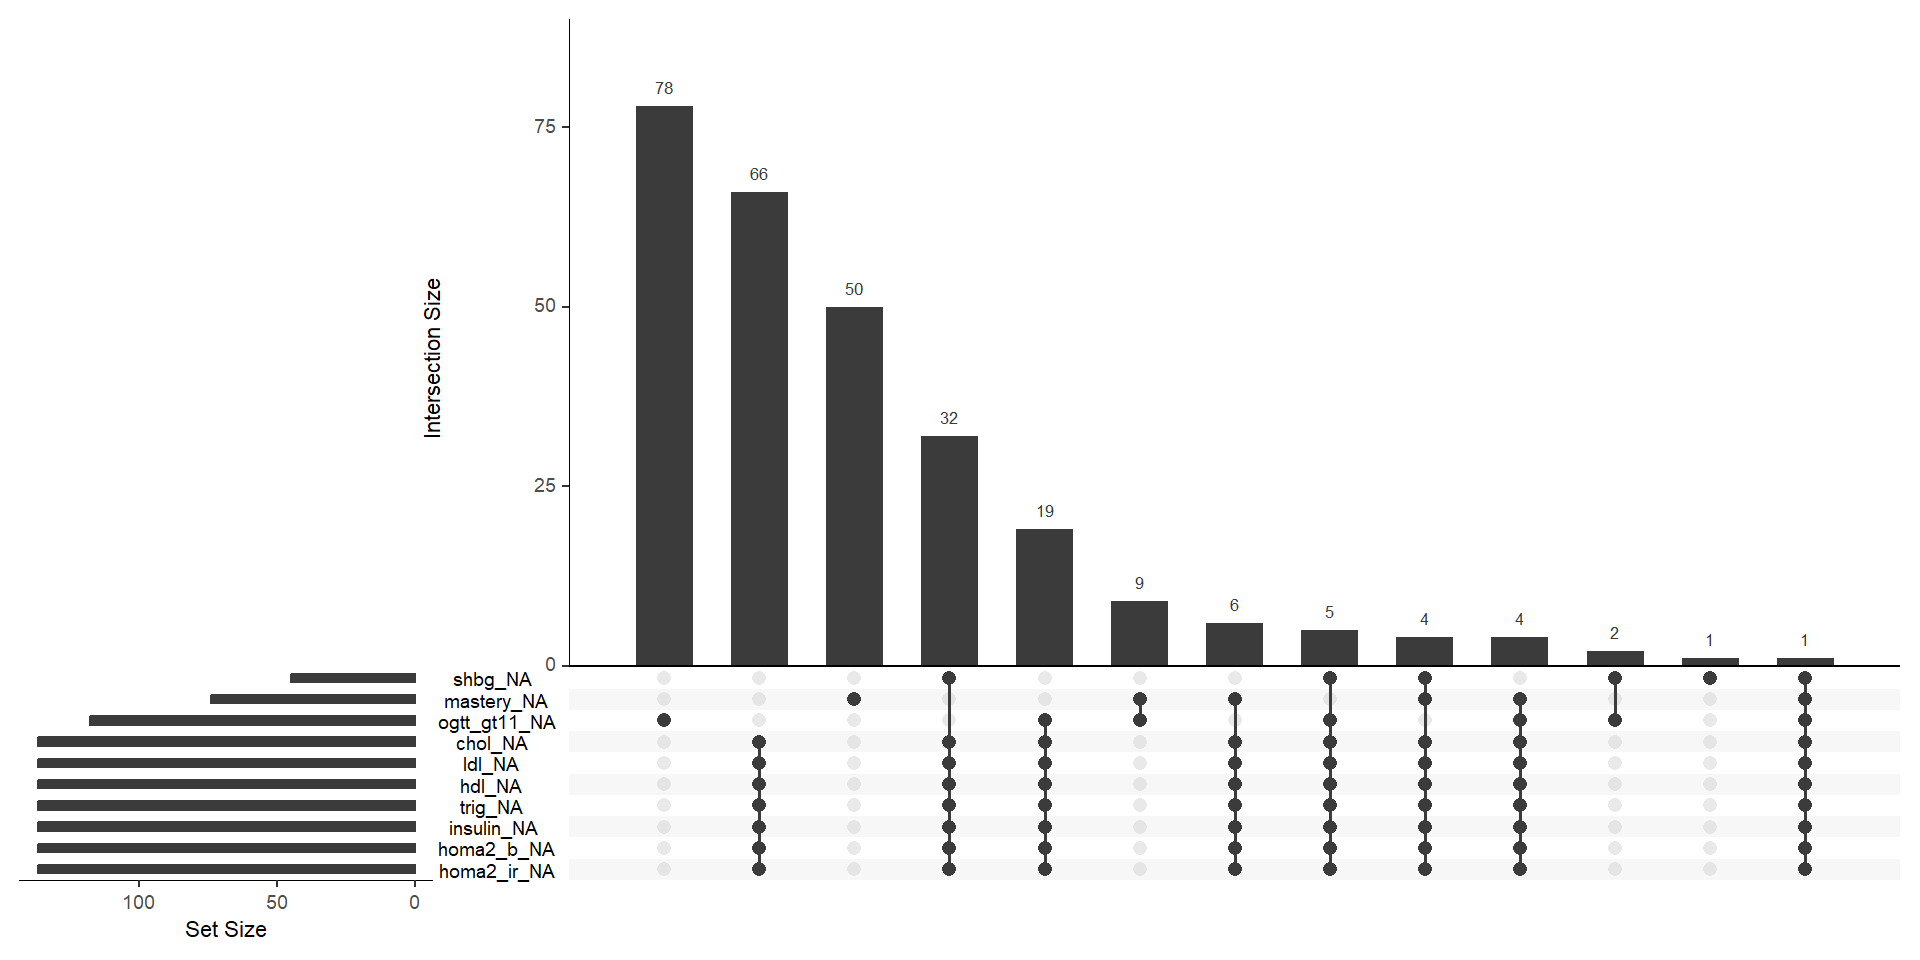 78
75
66
50
50
Intersection Size
32
25
19
9
6
5
4
4
2
1
1
0
shbg_NA
mastery_NA
ogtt_gt11_NA
chol_NA
ldl_NA
hdl_NA
trig_NA
insulin_NA
homa2_b_NA
homa2_ir_NA
100 50 0
Set Size